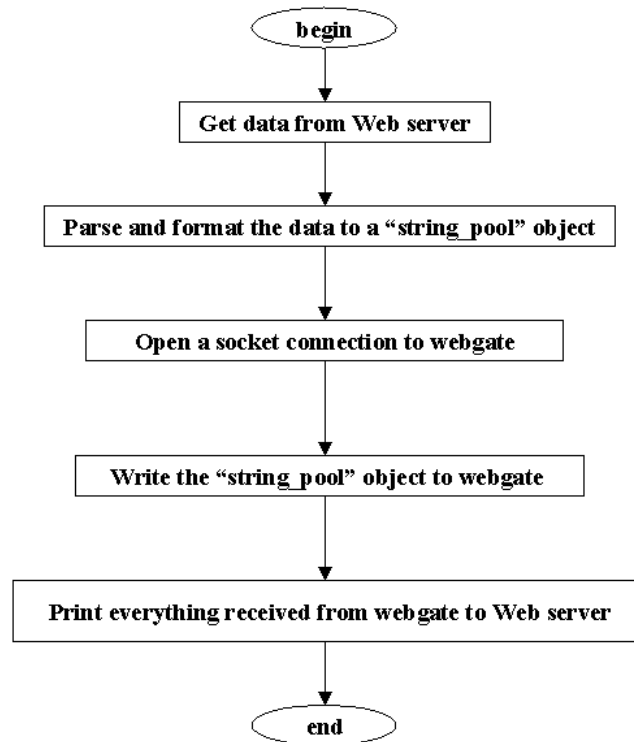 begin
Get data from Web server
Parse and format the data to a “string_pool” object
Open a socket connection to webgate
Write the “string_pool” object to webgate
Print everything received from webgate to Web server
end